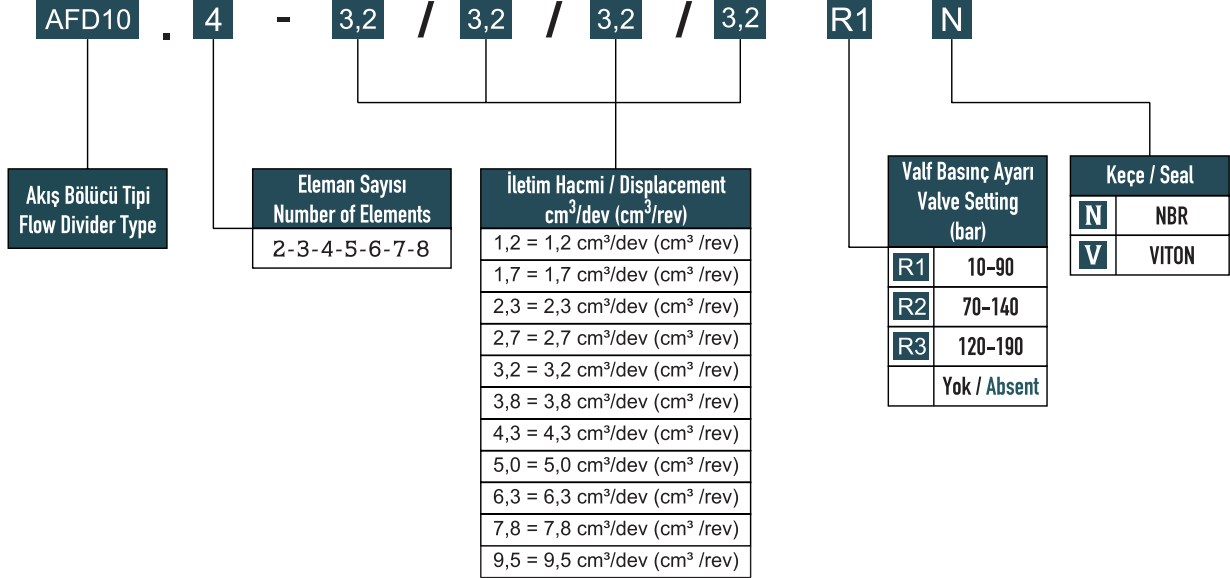 AFD10 . 4 - 3,2 / 3,2 / 3,2 / 3,2 R1 N
Akış Bölücü Tipi
Flow Divider Type
Eleman Sayısı
Number of Elements
2-3-4-5-6-7-8
İletim Hacmi / Displacement
cm³/dev (cm³/rev)
1,2 = 1,2 cm³/dev (cm³ /rev)
1,7 = 1,7 cm³/dev (cm³ /rev)
2,3 = 2,3 cm³/dev (cm³ /rev)
2,7 = 2,7 cm³/dev (cm³ /rev)
3,2 = 3,2 cm³/dev (cm³ /rev)
3,8 = 3,8 cm³/dev (cm³ /rev)
4,3 = 4,3 cm³/dev (cm³ /rev)
5,0 = 5,0 cm³/dev (cm³ /rev)
6,3 = 6,3 cm³/dev (cm³ /rev)
7,8 = 7,8 cm³/dev (cm³ /rev)
9,5 = 9,5 cm³/dev (cm³ /rev)
Valf Basınç Ayarı
Valve Setting
(bar)
R1 10-90
R2 70-140
R3 120-190
Yok / Absent
Keçe / Seal
N NBR
V VITON